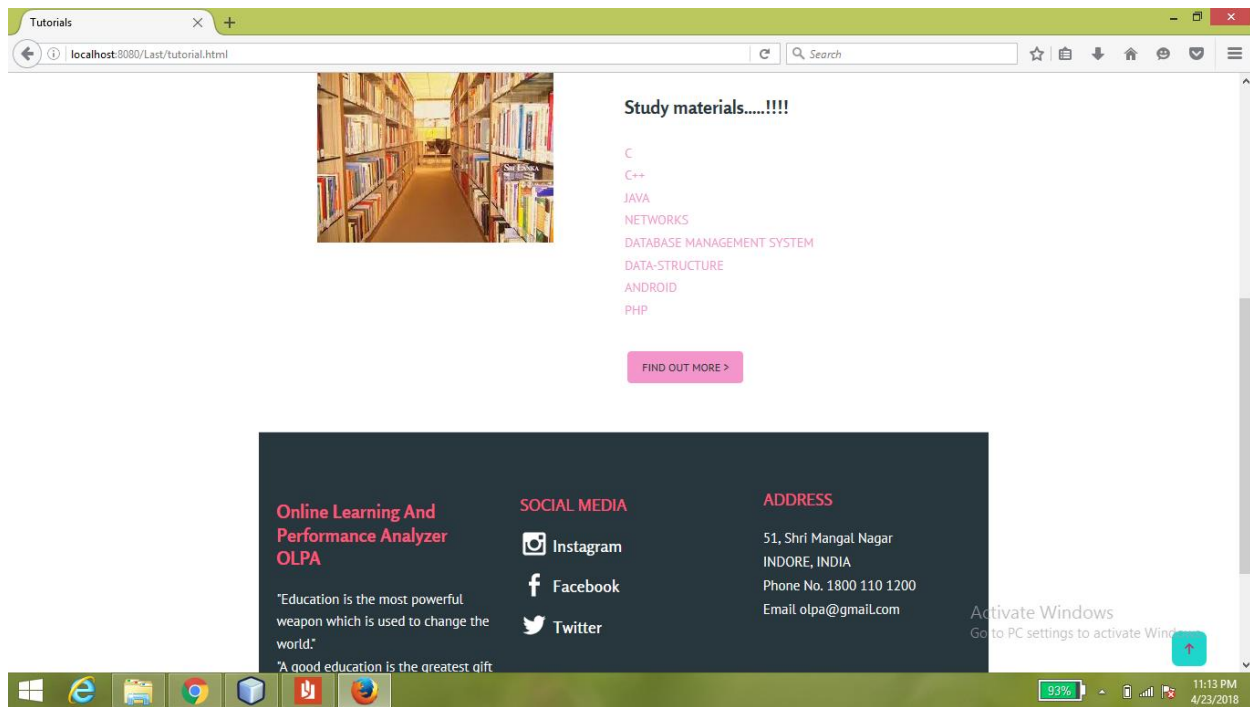 Tutorials
localhost:8080/Last/tutorial.html
Search
SRI LANKA
Study materials.....!!!!
C
C++
JAVA
NETWORKS
DATABASE MANAGEMENT SYSTEM
DATA-STRUCTURE
ANDROID
PHP
FIND OUT MORE >
Online Learning And
Performance Analyzer
OLPA
"Education is the most powerful
weapon which is used to change the
world."
"A good education is the greatest gift
SOCIAL MEDIA
Instagram
Facebook
Twitter
ADDRESS
51, Shri Mangal Nagar
INDORE, INDIA
Phone No. 1800 110 1200
Email olpa@gmail.com
Activate Windows
Go to PC settings to activate Windows.
93%
11:13 PM
4/23/2018